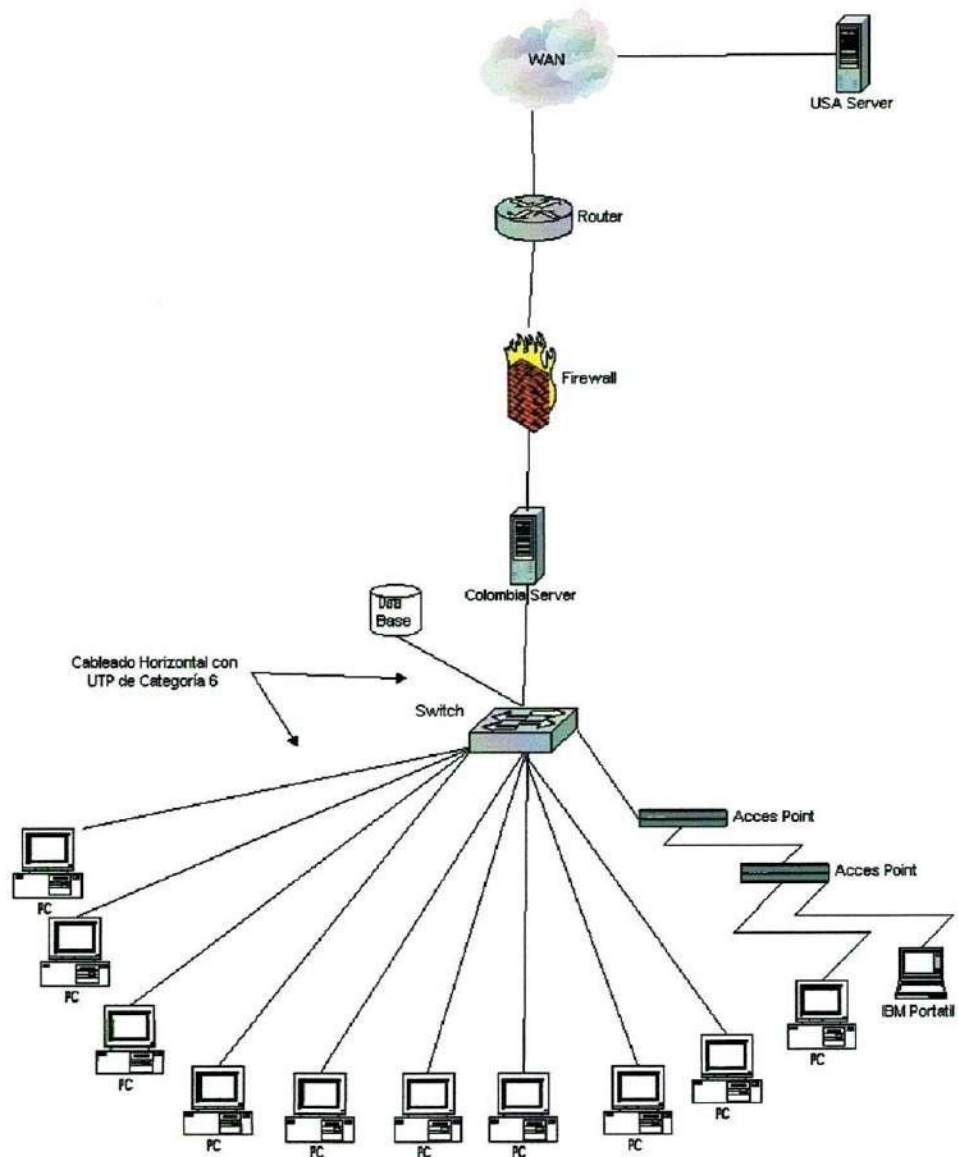 WAN
USA Server
Router
Firewall
Colombia Server
Data
Base
Cableado Horizontal con
UTP de Categoría 6
Switch
Acces Point
Acces Point
PC
PC
PC
PC
PC
PC
PC
PC
PC
PC
IBM Portatil